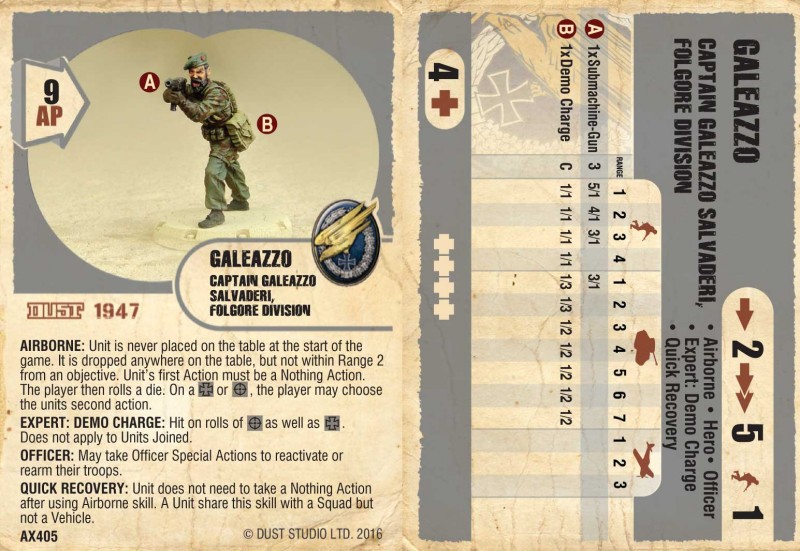 9
AP
A
B
GALEAZZO
CAPTAIN GALEAZZO
SALVADERI,
FOLGORE DIVISION
DUST 1947
AIRBORNE: Unit is never placed on the table at the start of the
game. It is dropped anywhere on the table, but not within Range 2
from an objective. Unit's first Action must be a Nothing Action.
The player then rolls a die. On a or , the player may choose
the units second action.
EXPERT: DEMO CHARGE: Hit on rolls of as well as .
Does not apply to Units Joined.
OFFICER: May take Officer Special Actions to reactivate or
rearm their troops.
QUICK RECOVERY: Unit does not need to take a Nothing Action
after using Airborne skill. A Unit share this skill with a Squad but
not a Vehicle.
AX405
© DUST STUDIO LTD. 2016
GALEAZZO
CAPTAIN GALEAZZO SALVADERI,
FOLGORE DIVISION
2 5 1
• Airborne • Hero • Officer
• Expert: Demo Charge
• Quick Recovery
RANGE 1 2 3 4 1 2 3 4 5 6 7 1 2 3
A 1xSubmachine-Gun 3 5/1 4/1 3/1 3/1
B 1xDemo Charge C 1/1 1/1 1/1 1/1 1/3 1/3 1/2 1/2 1/2 1/2 1/2
4